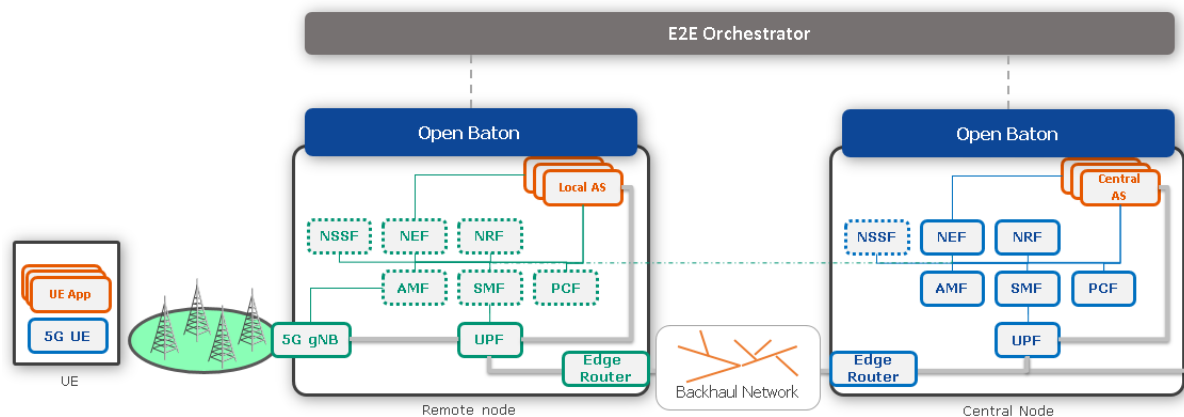 E2E Orchestrator
Open Baton
Open Baton
Local AS
Central
AS
NSSF
NEF
NRF
NSSF
NEF
NRF
UE App
AMF
SMF
PCF
AMF
SMF
PCF
5G UE
5G gNB
UPF
UPF
Edge
Router
Backhaul Network
Edge
Router
UE
Remote node
Central Node